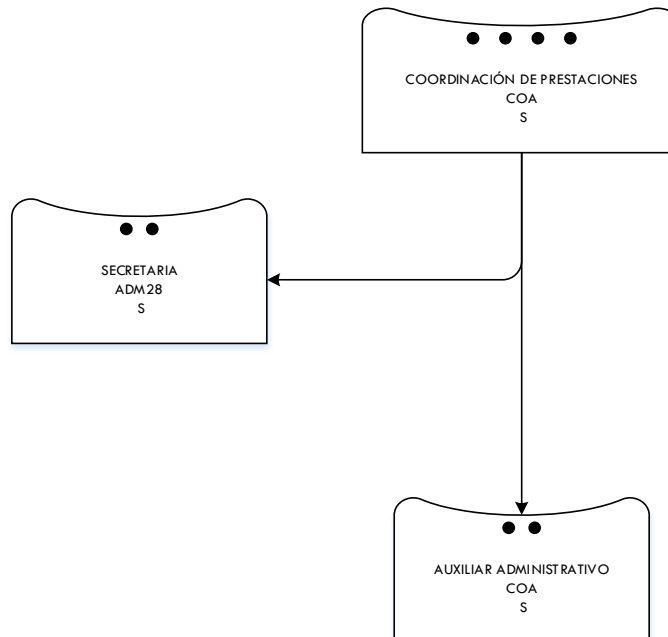 COORDINACIÓN DE PRESTACIONES
COA
S
SECRETARIA
ADM28
S
AUXILIAR ADMINISTRATIVO
COA
S